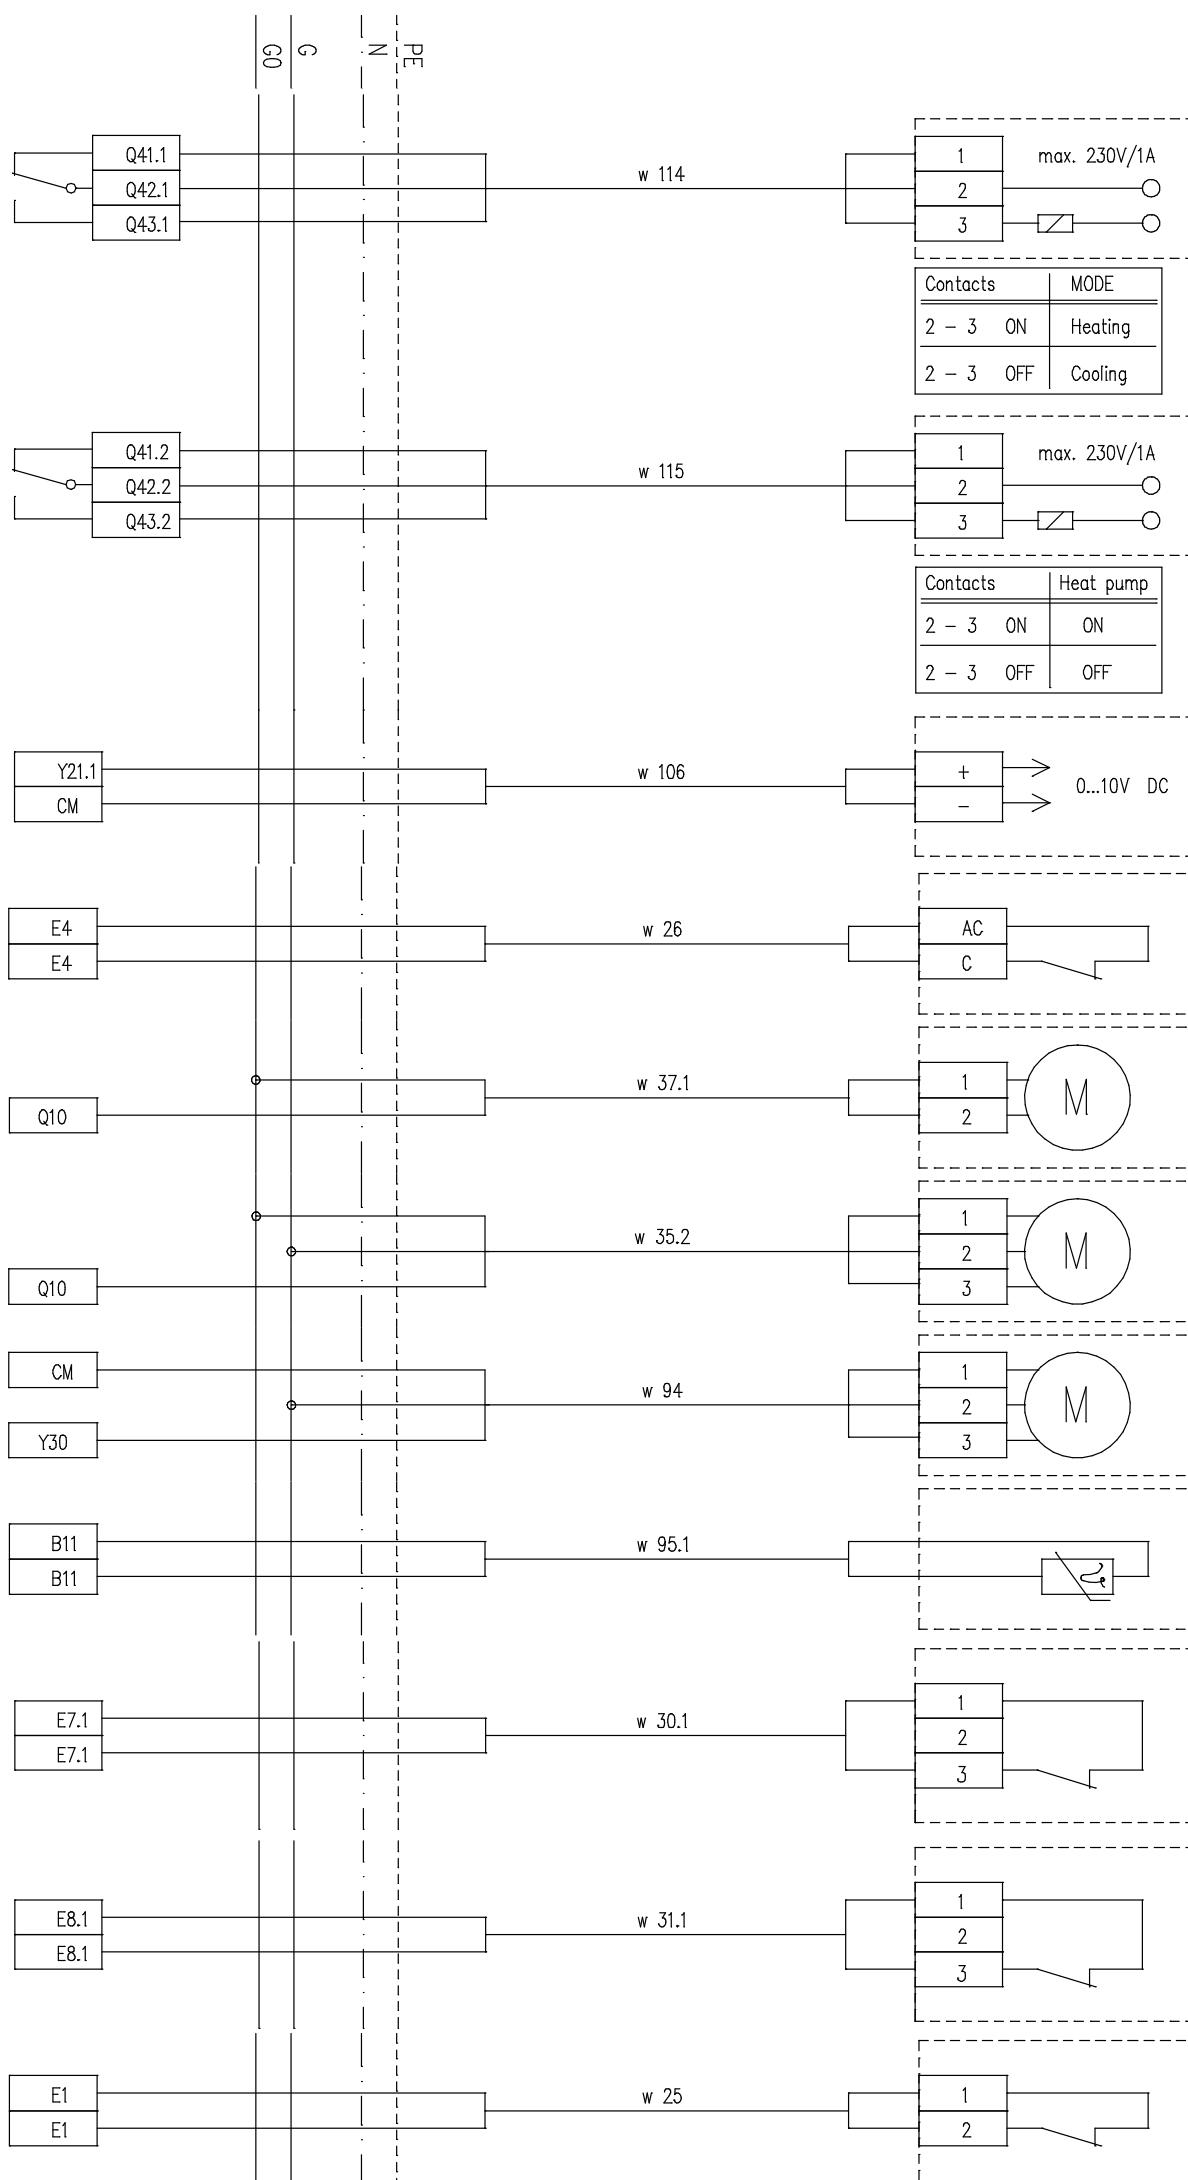 G0 G N PE
Q41.1 1 max. 230V/1A
w 114
Q42.1 2
Q43.1 3
Contacts MODE
2 - 3 ON Heating
2 - 3 OFF Cooling
Q41.2 1 max. 230V/1A
w 115
Q42.2 2
Q43.2 3
Contacts Heat pump
2 - 3 ON ON
2 - 3 OFF OFF
Y21.1 w 106 +
0...10V DC
CM -
E4 w 26 AC
E4 C
w 37.1 1 M
Q10 2
1
w 35.2 2 M
Q10 3
CM 1
w 94 2 M
Y30 3
B11 w 95.1
B11
1
E7.1 w 30.1 2
E7.1 3
1
E8.1 w 31.1 2
E8.1 3
E1 w 25 1
E1 2